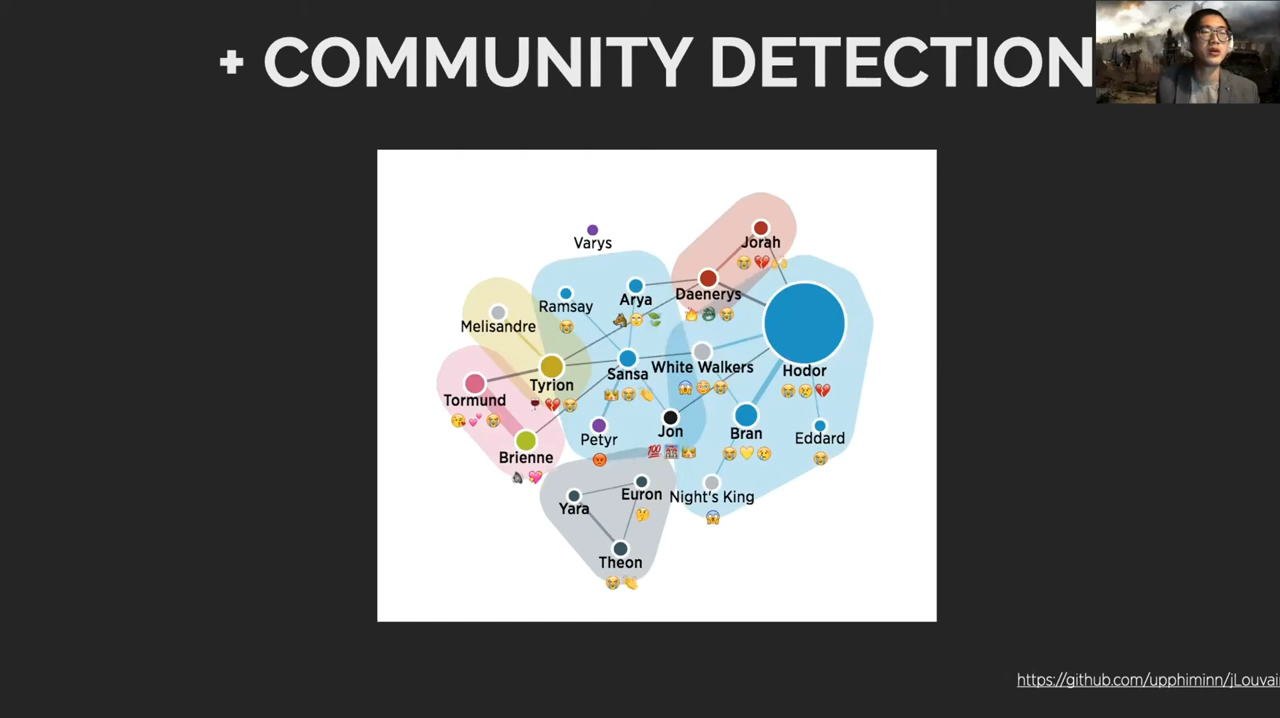 + COMMUNITY DETECTION
Varys
Jorah
Daenerys
Arya
Ramsay
Melisandre
Sansa
White Walkers
Hodor
Tyrion
Tormund
Jon
Bran
Eddard
Petyr
Brienne
Euron
Night's King
Yara
Theon
https://github.com/upphiminn/jLouvai